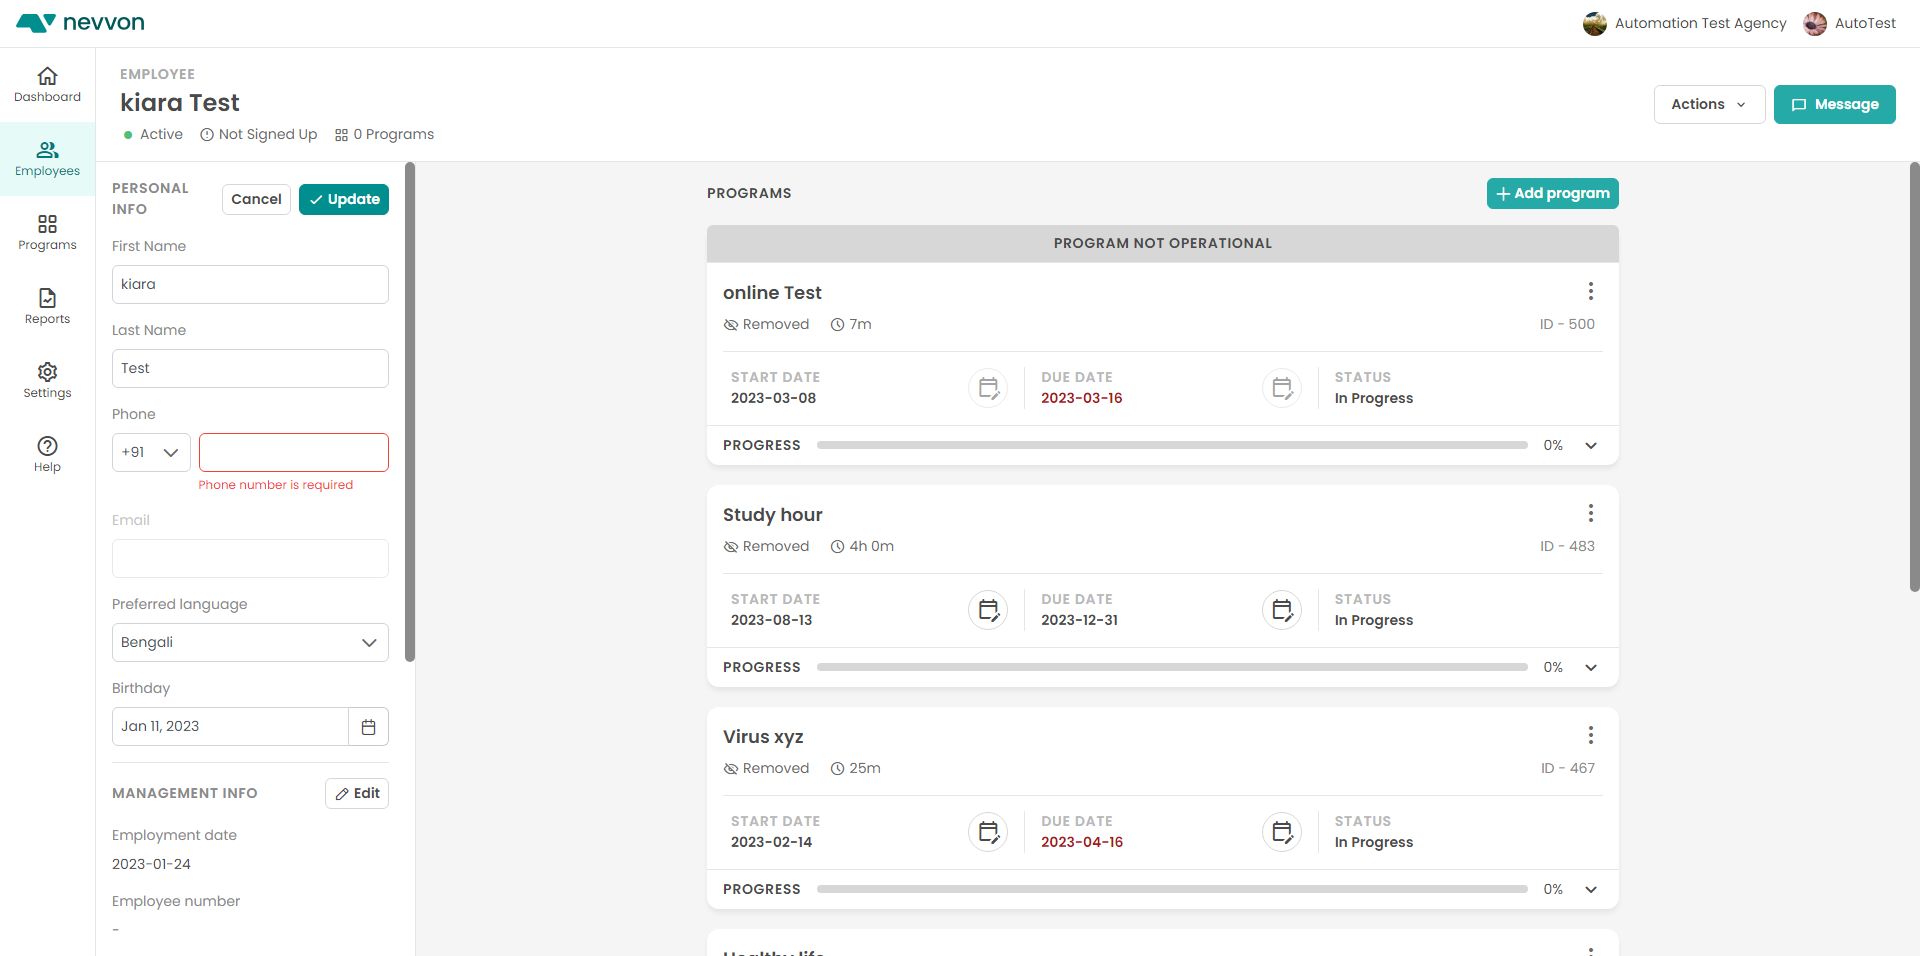 nevvon
Automation Test Agency
AutoTest
Dashboard
Employees
Programs
Reports
Settings
Help
EMPLOYEE
kiara Test
Active
Not Signed Up
0 Programs
Actions
Message
PERSONAL
INFO
Cancel
Update
First Name
kiara
Last Name
Test
Phone
+91
Phone number is required
Email
Preferred language
Bengali
Birthday
Jan 11, 2023
MANAGEMENT INFO
Edit
Employment date
2023-01-24
Employee number
-
PROGRAMS
Add program
PROGRAM NOT OPERATIONAL
online Test
Removed
7m
ID - 500
START DATE
2023-03-08
DUE DATE
2023-03-16
STATUS
In Progress
PROGRESS
0%
Study hour
Removed
4h 0m
ID - 483
START DATE
2023-08-13
DUE DATE
2023-12-31
STATUS
In Progress
PROGRESS
0%
Virus xyz
Removed
25m
ID - 467
START DATE
2023-02-14
DUE DATE
2023-04-16
STATUS
In Progress
PROGRESS
0%
Healthy life